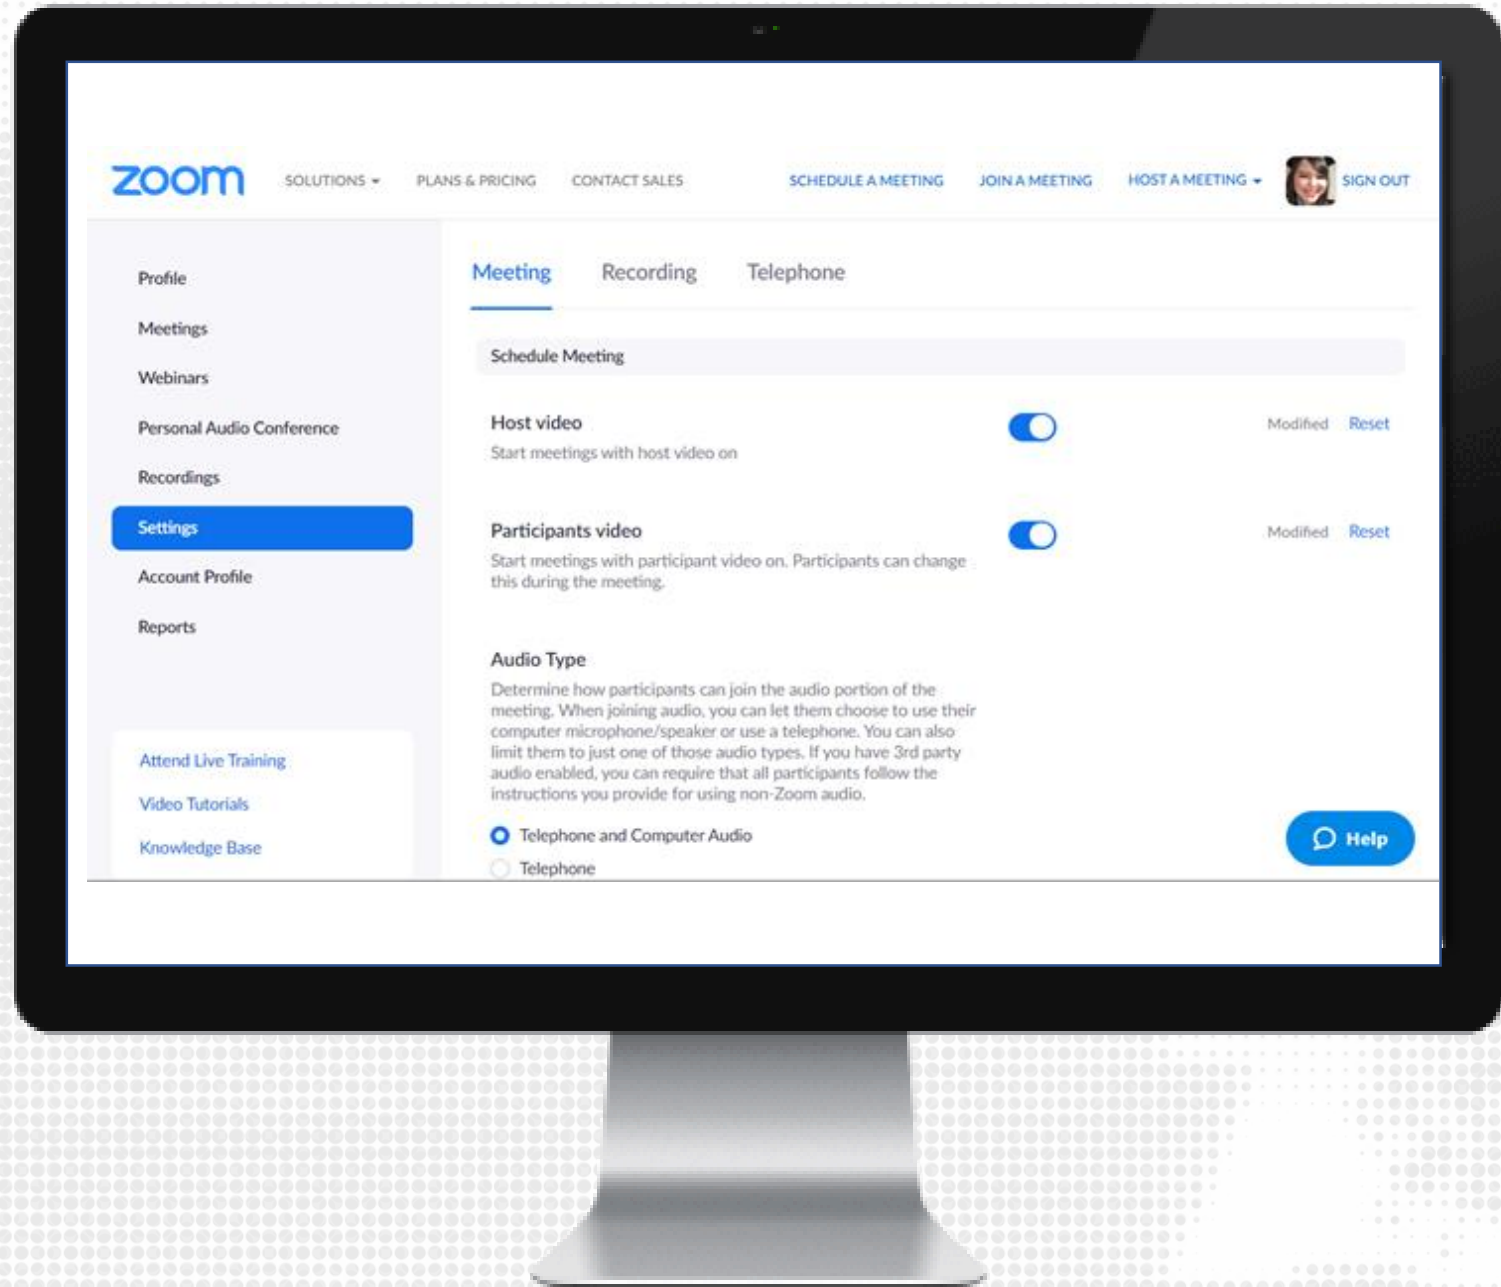 zoom SOLUTIONS PLANS & PRICING CONTACT SALES SCHEDULE A MEETING JOIN A MEETING HOST A MEETING SIGN OUT
Profile
Meetings
Webinars
Personal Audio Conference
Recordings
Settings
Account Profile
Reports
Attend Live Training
Video Tutorials
Knowledge Base
Meeting Recording Telephone
Schedule Meeting
Host video
Modified Reset
Start meetings with host video on
Participants video
Modified Reset
Start meetings with participant video on. Participants can change
this during the meeting.
Audio Type
Determine how participants can join the audio portion of the
meeting. When joining audio, you can let them choose to use their
computer microphone/speaker or use a telephone. You can also
limit them to just one of those audio types. If you have 3rd party
audio enabled, you can require that all participants follow the
instructions you provide for using non-Zoom audio.
Telephone and Computer Audio
Telephone
Help